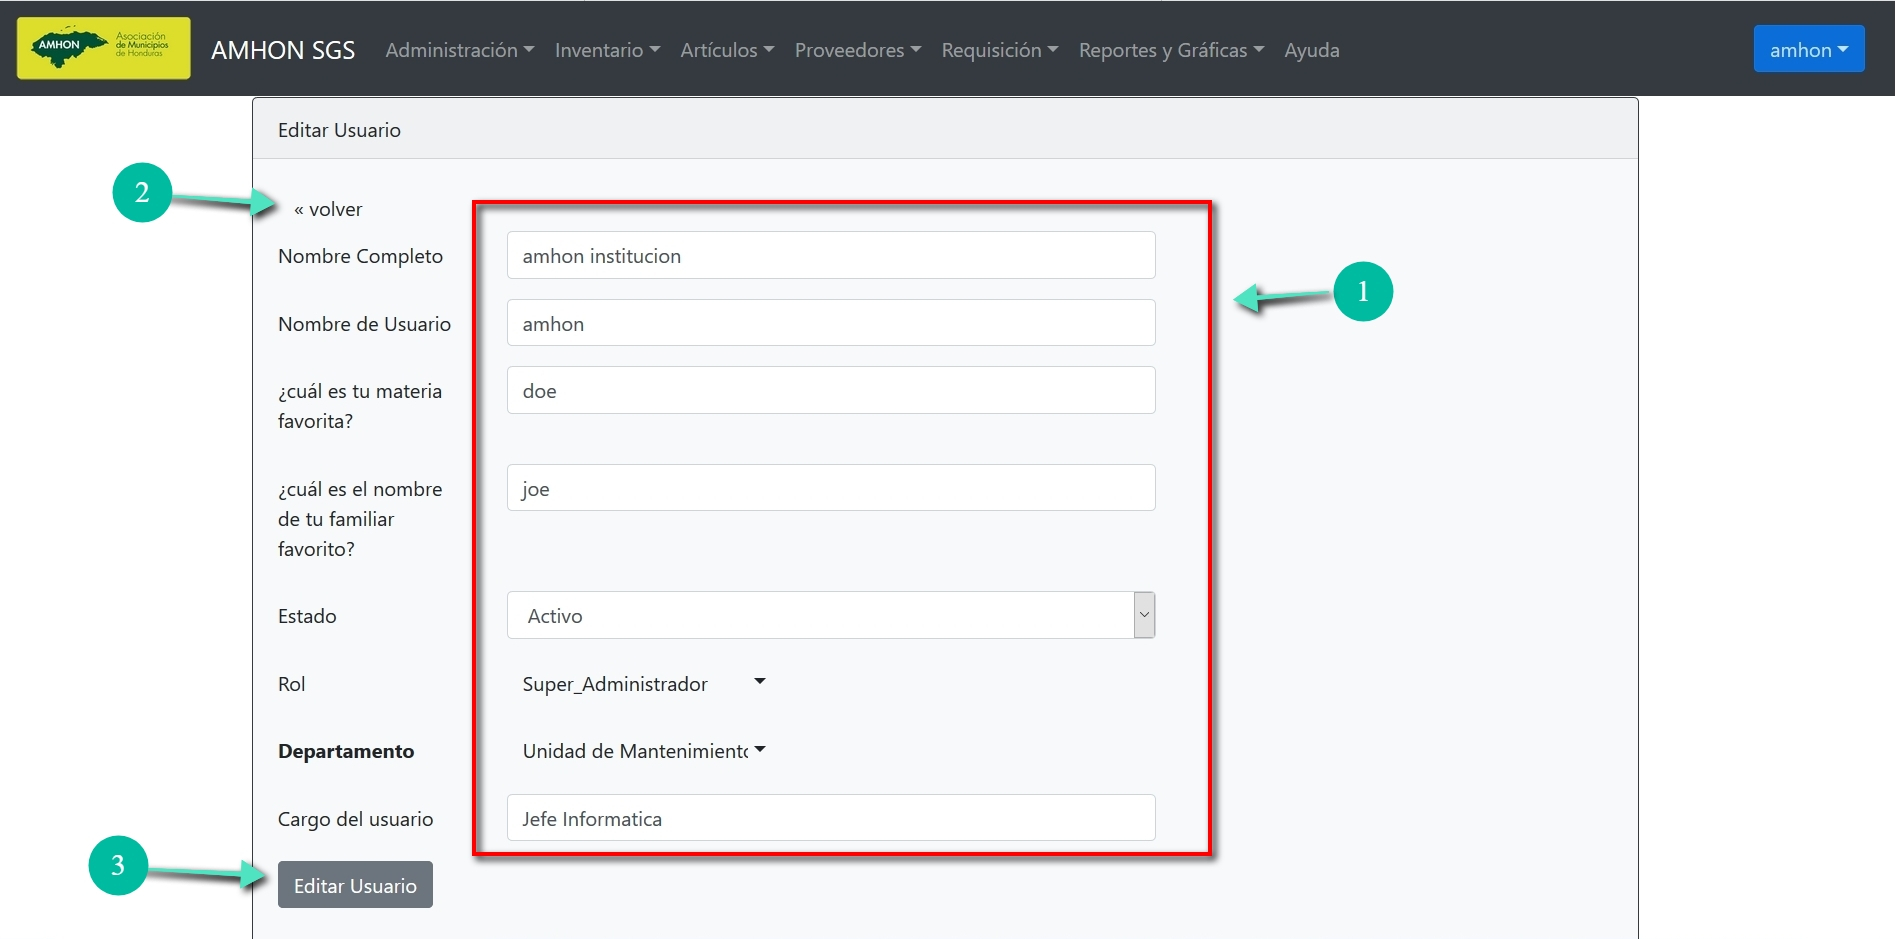 AMHON
Asociación
de Municipios
de Honduras
AMHON SGS
Administración
Inventario
Artículos
Proveedores
Requisición
Reportes y Gráficas
Ayuda
amhon
Editar Usuario
2
« volver
Nombre Completo
amhon institucion
1
Nombre de Usuario
amhon
¿cuál es tu materia
favorita?
doe
¿cuál es el nombre
de tu familiar
favorito?
joe
Estado
Activo
Rol
Super_Administrador
Departamento
Unidad de Mantenimiento
Cargo del usuario
Jefe Informatica
3
Editar Usuario